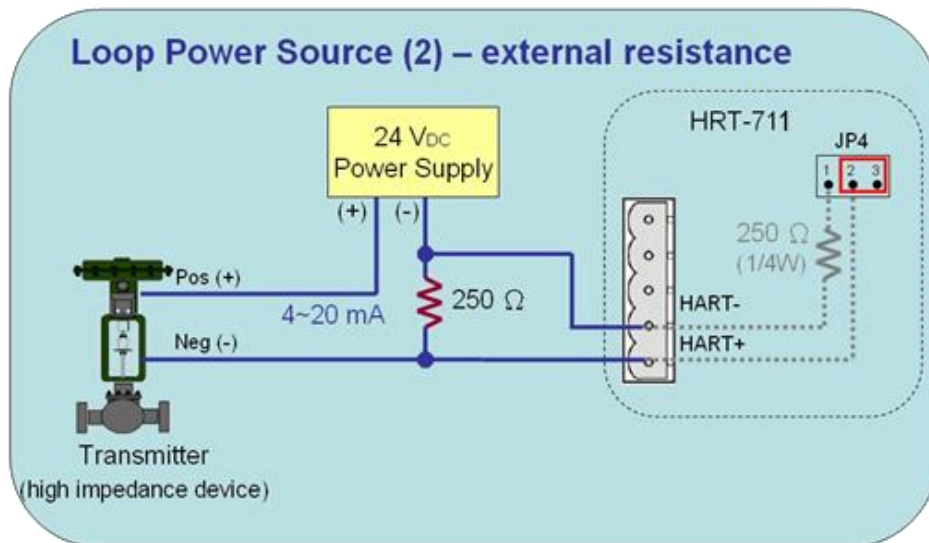 Loop Power Source (2) – external resistance
24 VDC
Power Supply
(+) (-)
HRT-711
JP4
1 2 3
250 Ω
(1/4W)
Pos (+)
4~20 mA
250 Ω
HART-
HART+
Neg (-)
Transmitter
(high impedance device)